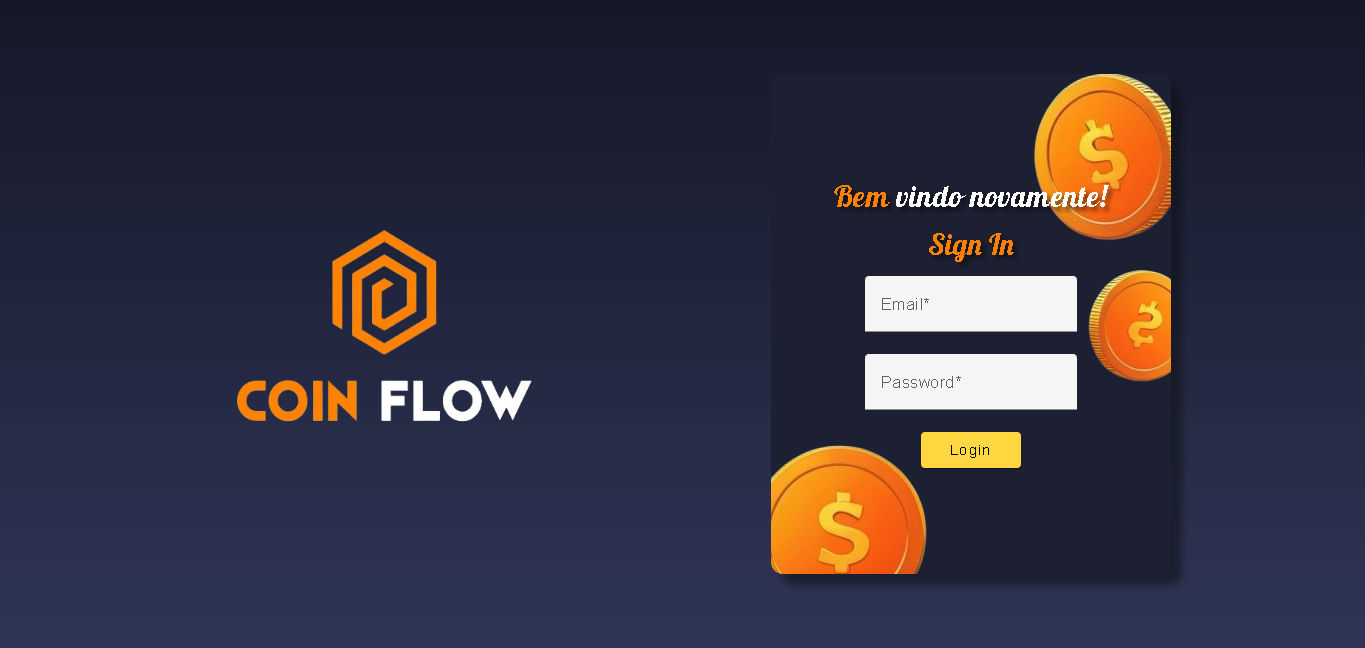 COIN FLOW
Bem vindo novamente!
Sign In
Email*
Password*
Login
$
$
$